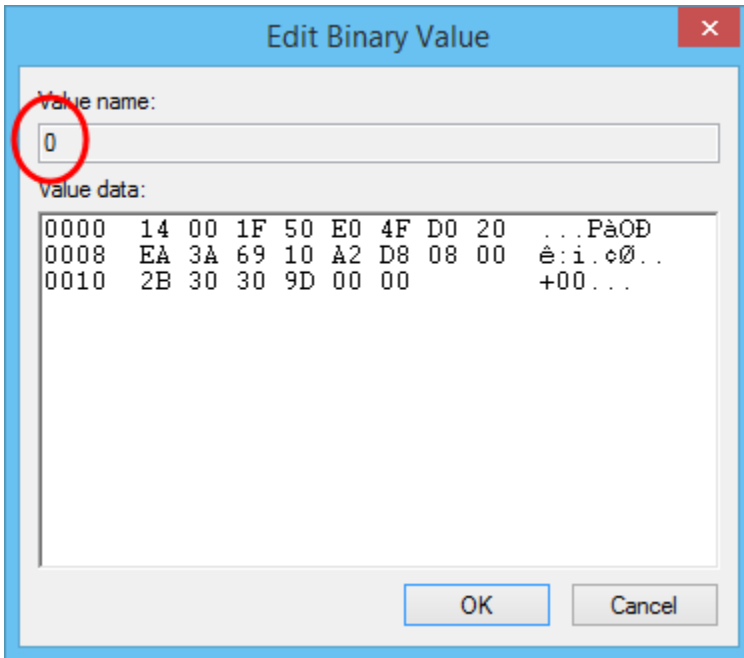 Edit Binary Value
Value name:
0
Value data:
0000 14 00 1F 50 E0 4F D0 20 ...PàOÐ
0008 EA 3A 69 10 A2 D8 08 00 ê:i.¢Ø..
0010 2B 30 30 9D 00 00 +00...
OK Cancel